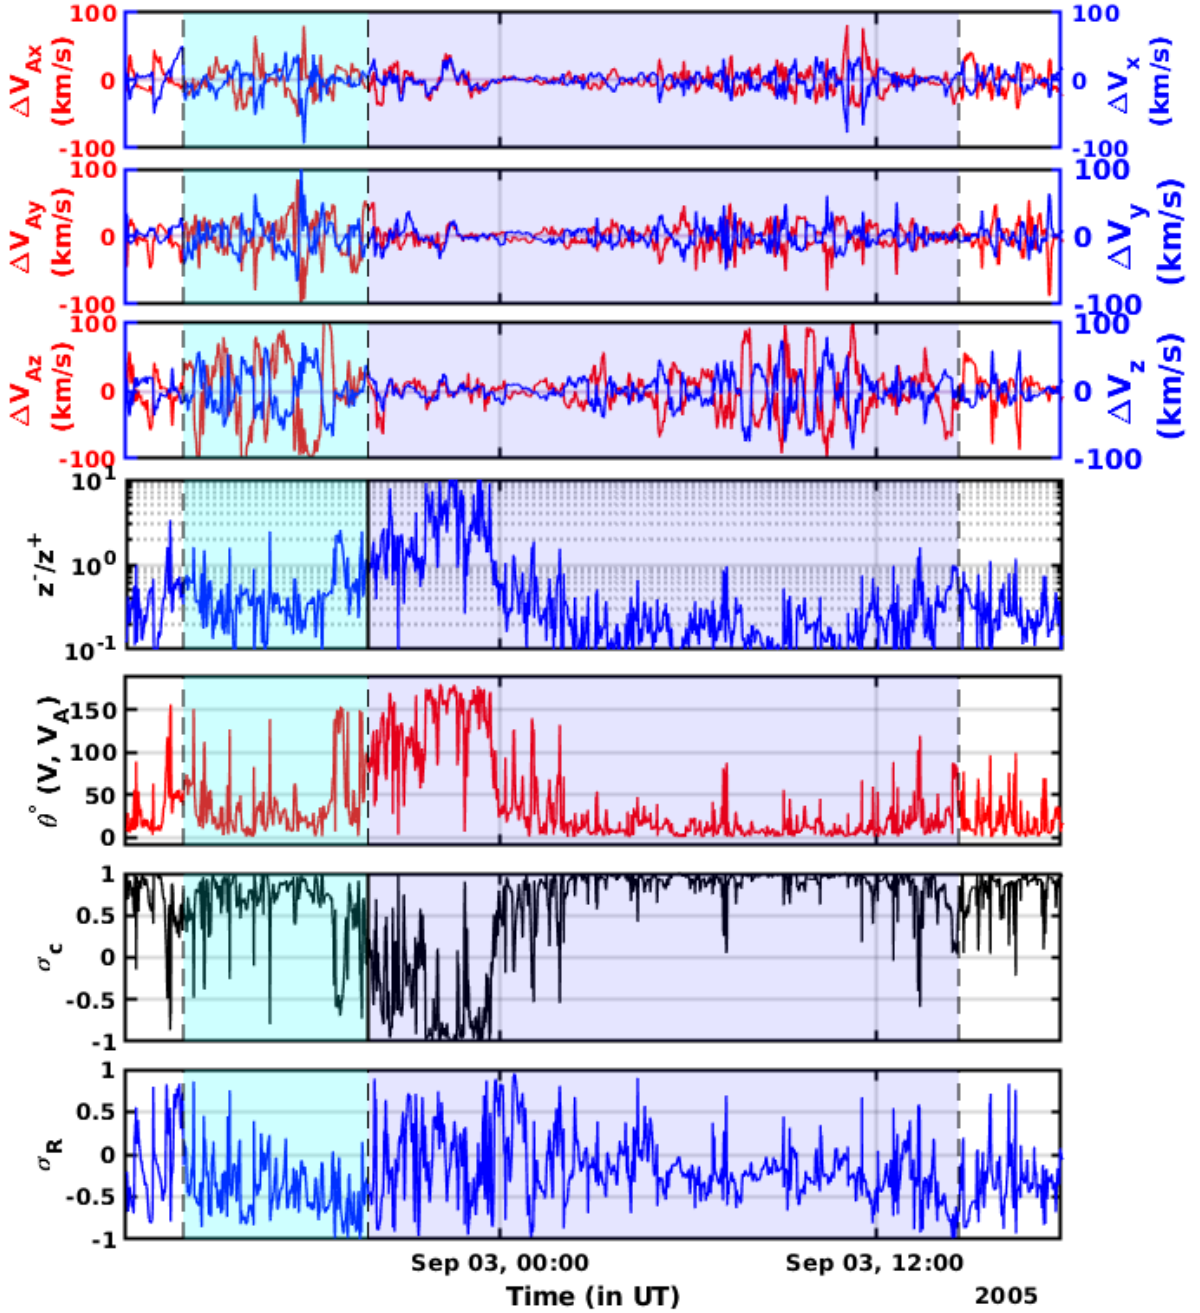 100 100
ΔV_Ax (km/s) 0 0 ΔV_x (km/s)
-100 -100
100 100
ΔV_Ay (km/s) 0 0 ΔV_y (km/s)
-100 -100
100 100
ΔV_Az (km/s) 0 0 ΔV_z (km/s)
-100 -100
10^1
z^-/z^+ 10^0
10^-1
150
100
θ° (V, V_A)
50
0
1
0.5
σ_c 0
-0.5
-1
1
0.5
σ_R 0
-0.5
-1
Sep 03, 00:00 Sep 03, 12:00
Time (in UT) 2005